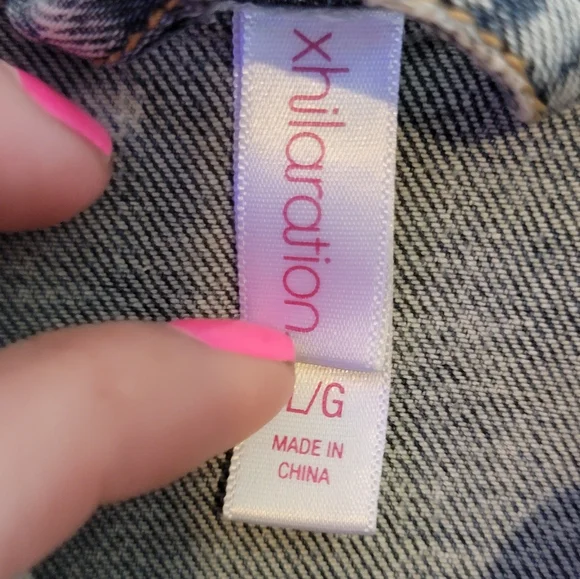 xhilaration.
L/G
MADE IN
CHINA